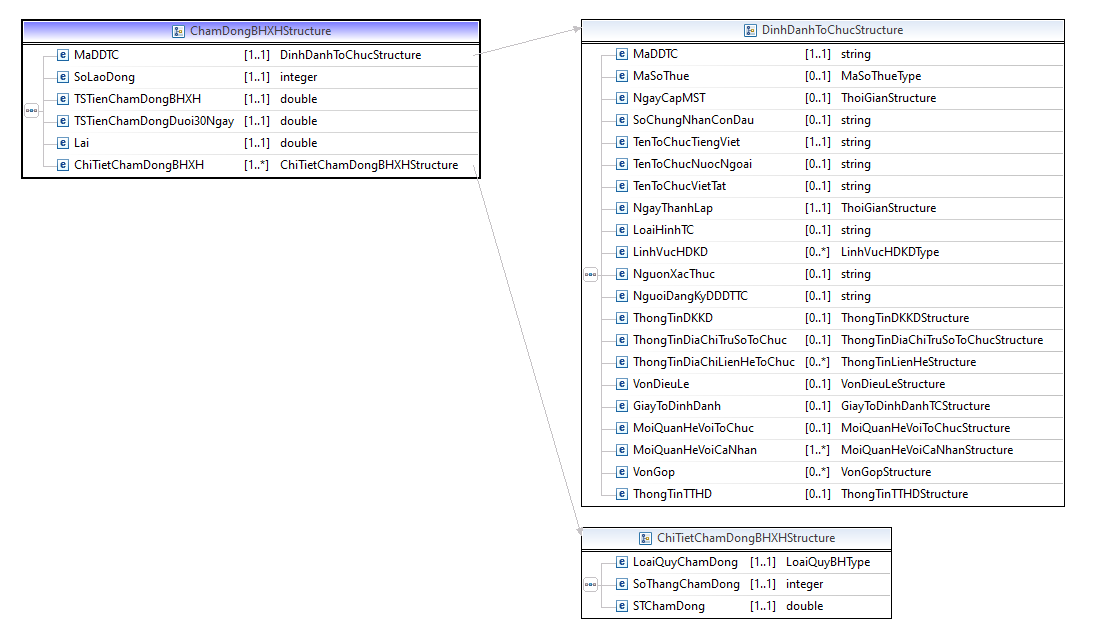 ChamDongBHXHStructure
MaDDTC [1..1] DinhDanhToChucStructure
SoLaoDong [1..1] integer
TSTienChamDongBHXH [1..1] double
TSTienChamDongDuoi30Ngay [1..1] double
Lai [1..1] double
ChiTietChamDongBHXH [1..*] ChiTietChamDongBHXHStructure
DinhDanhToChucStructure
MaDDTC [1..1] string
MaSoThue [0..1] MaSoThueType
NgayCapMST [0..1] ThoiGianStructure
SoChungNhanConDau [0..1] string
TenToChucTiengViet [1..1] string
TenToChucNuocNgoai [0..1] string
TenToChucVietTat [0..1] string
NgayThanhLap [1..1] ThoiGianStructure
LoaiHinhTC [0..1] string
LinhVucHDKD [0..*] LinhVucHDKDType
NguonXacThuc [0..1] string
NguoiDangKyDDDTTC [0..1] string
ThongTinDKKD [0..1] ThongTinDKKDStructure
ThongTinDiaChiTruSoToChuc [0..1] ThongTinDiaChiTruSoToChucStructure
ThongTinDiaChiLienHeToChuc [0..*] ThongTinLienHeStructure
VonDieuLe [0..1] VonDieuLeStructure
GiayToDinhDanh [0..1] GiayToDinhDanhTCStructure
MoiQuanHeVoiToChuc [0..1] MoiQuanHeVoiToChucStructure
MoiQuanHeVoiCaNhan [1..*] MoiQuanHeVoiCaNhanStructure
VonGop [0..*] VonGopStructure
ThongTinTTHD [0..1] ThongTinTTHDStructure
ChiTietChamDongBHXHStructure
LoaiQuyChamDong [1..1] LoaiQuyBHType
SoThangChamDong [1..1] integer
STChamDong [1..1] double